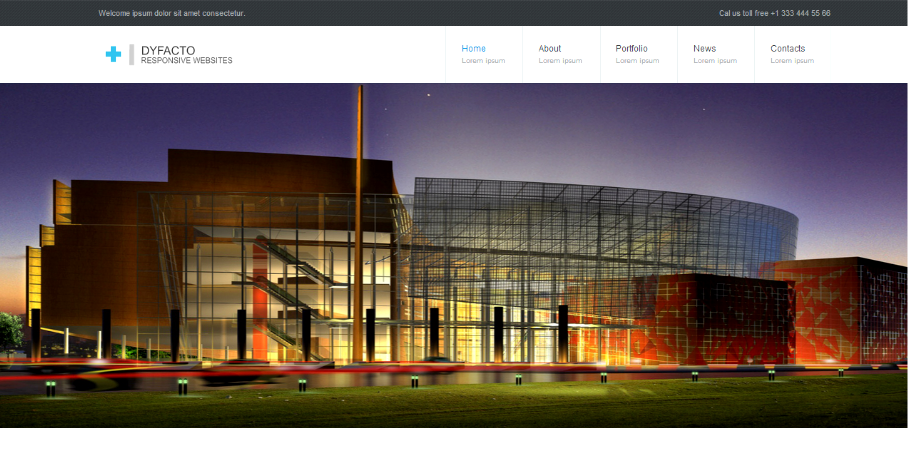 Welcome ipsum dolor sit amet consectetur.
Cal us toll free +1 333 444 55 66
DYFACTO
RESPONSIVE WEBSITES
Home
Lorem ipsum
About
Lorem ipsum
Portfolio
Lorem ipsum
News
Lorem ipsum
Contacts
Lorem ipsum